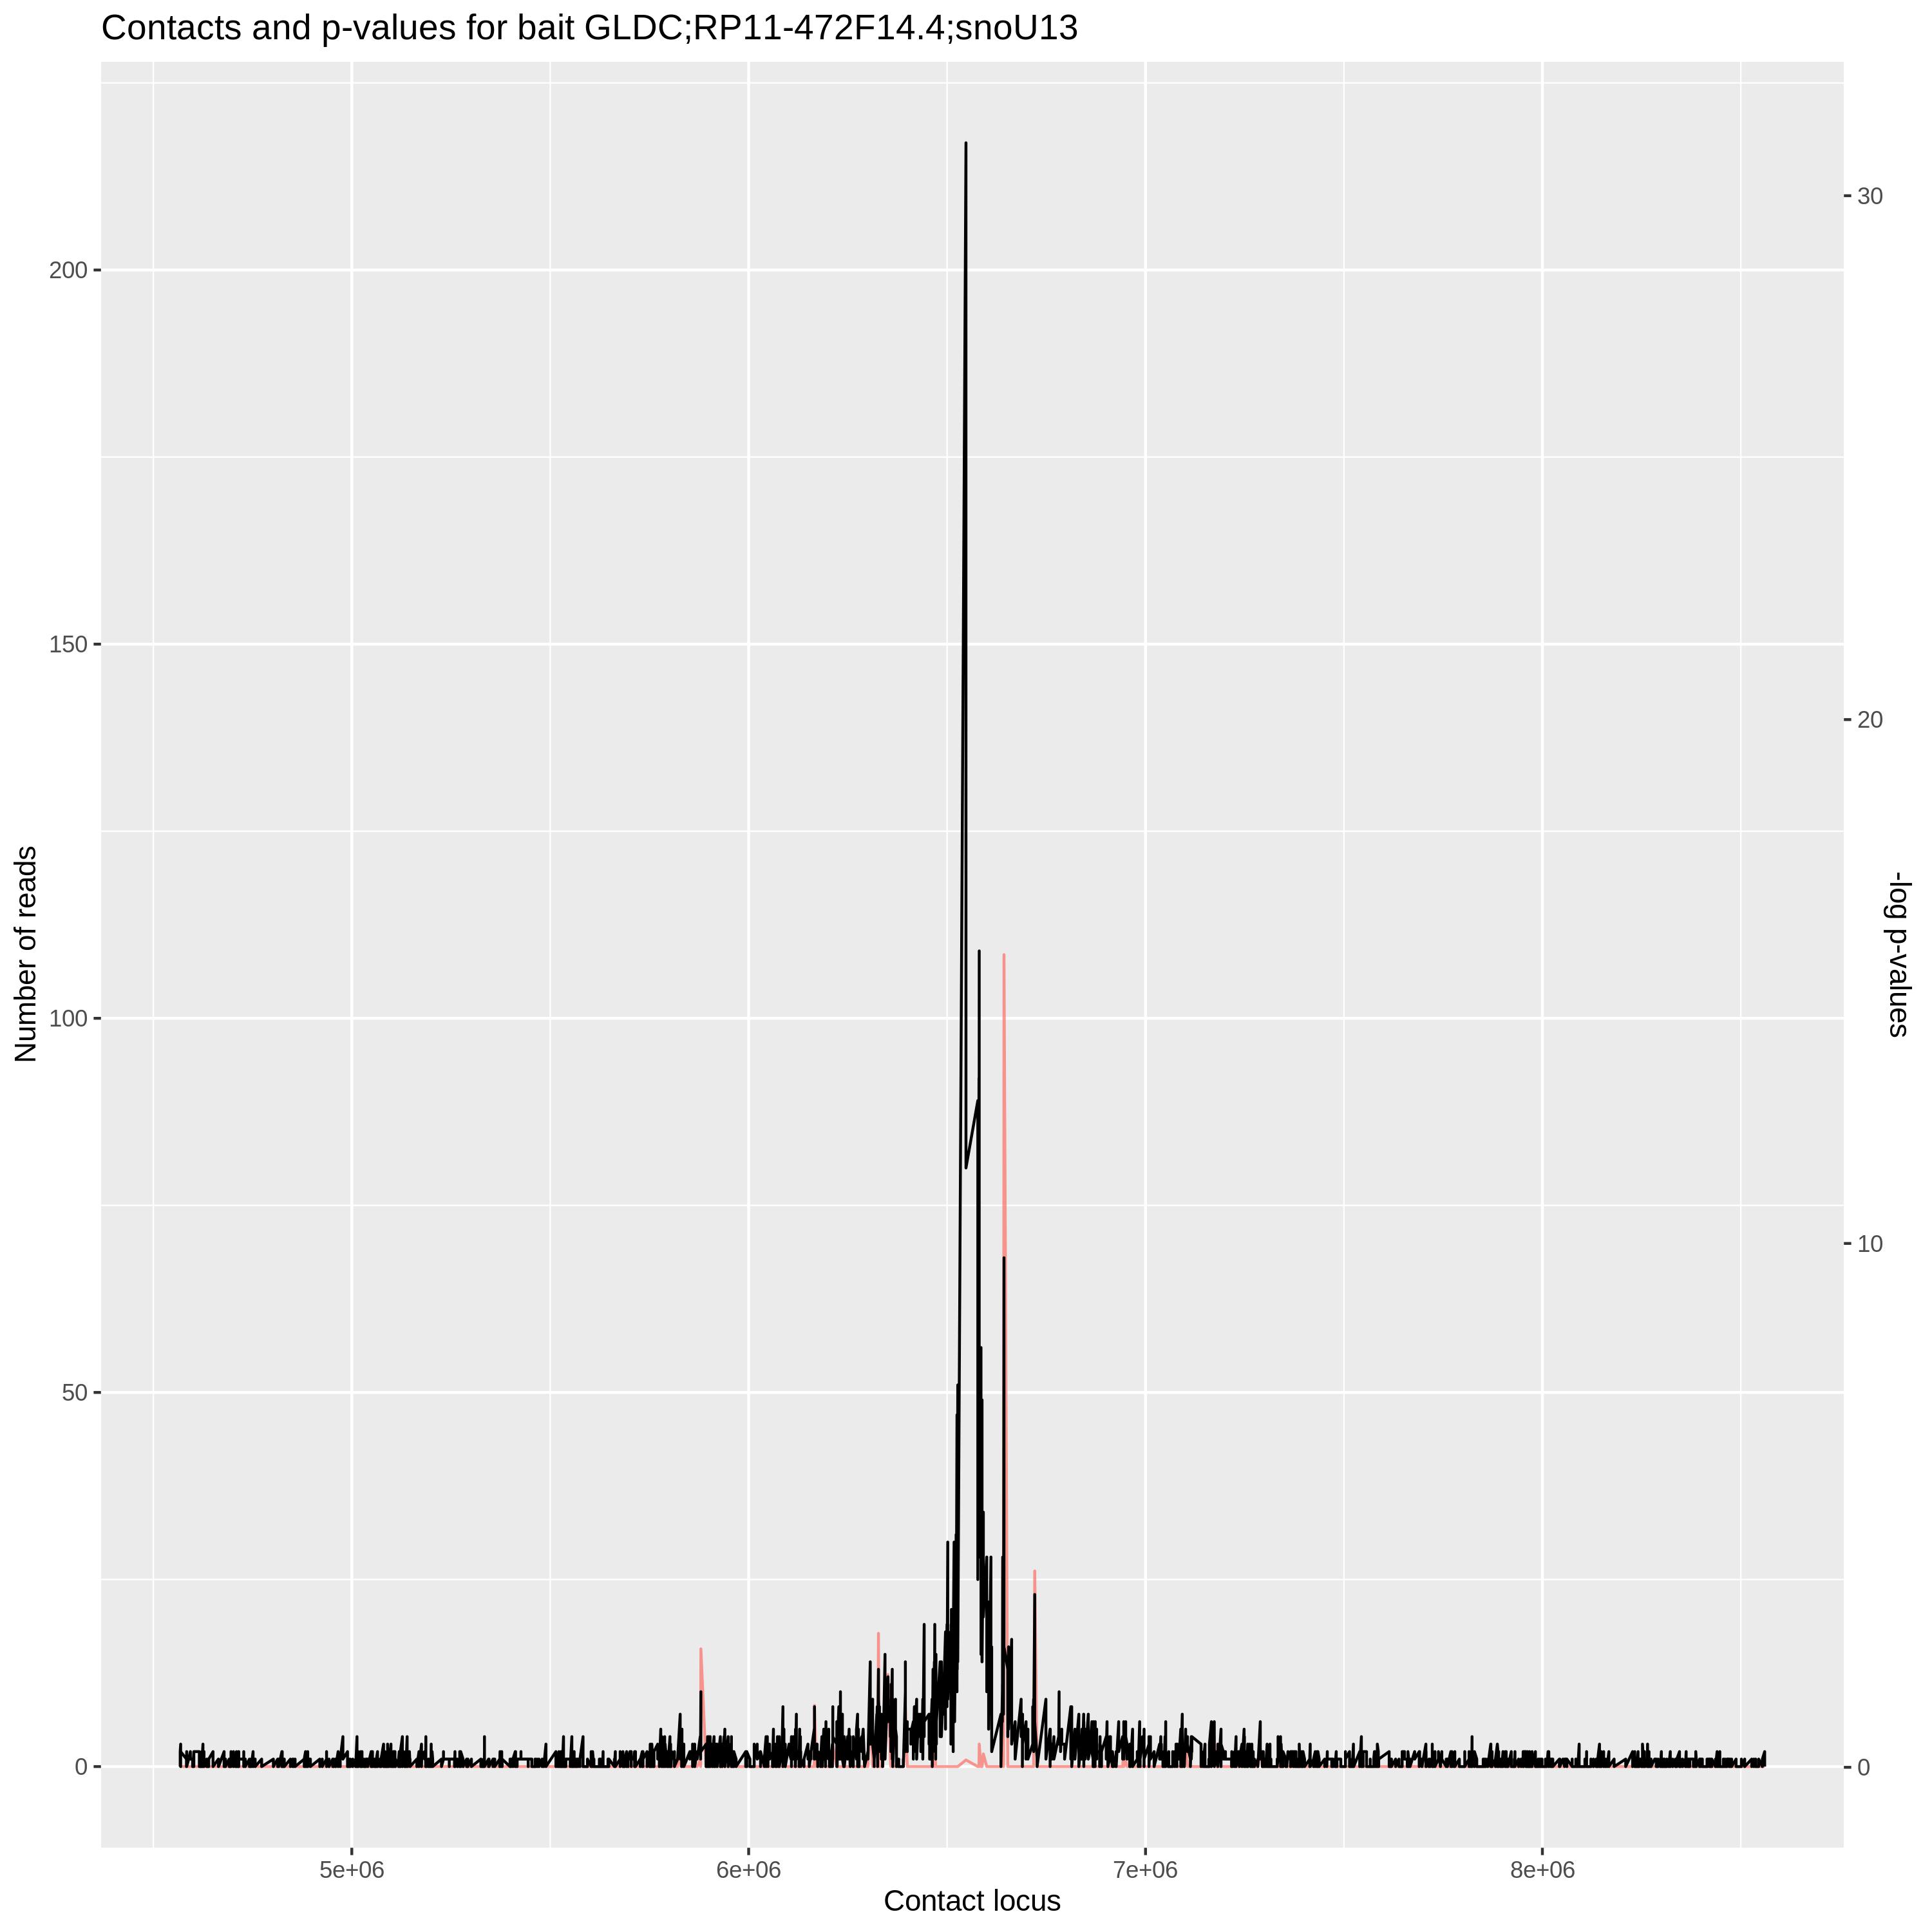 Contacts and p-values for bait GLDC;RP11-472F14.4;snoU13
200
150
100
50
0
Number of reads
30
20
10
0
-log p-values
5e+06
6e+06
7e+06
8e+06
Contact locus